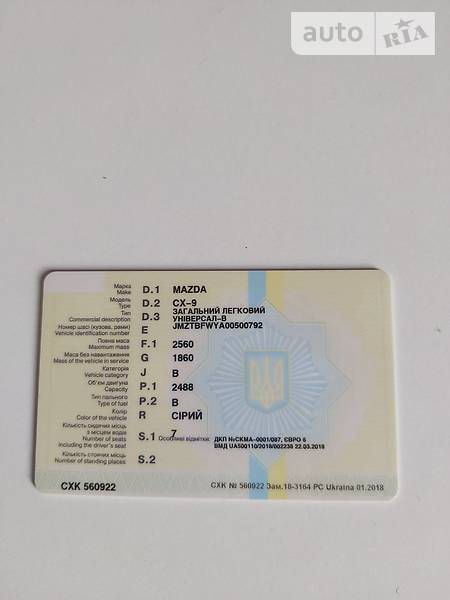 auto RIA
Марка D.1 MAZDA
Make
Модель D.2 CX-9
Type
Тип D.3 ЗАГАЛЬНИЙ ЛЕГКОВИЙ
Commercial description УНІВЕРСАЛ-B
Номер шасі (кузова, рами) E JMZTBFWYA00500792
Vehicle identification number
Повна маса F.1 2560
Maximum mass
Маса без навантаження G 1860
Mass of the vehicle in service
Категорія J B
Vehicle category
Об'єм двигуна P.1 2488
Capacity
Тип пального P.2 B
Type of fuel
Колір R СІРИЙ
Color of the vehicle
Кількість сидячих місць 7
з місцем водія
Number of seats S.1 Особливі відмітки: ДКП №СКМА-0001/087, ЄВРО 6
including the driver's seat ВМД UA500110/2018/002238 22.03.2018
Кількість стоячих місць S.2
Number of standing places
СХК 560922
СХК № 560922 Зам.18-3164 PC Ukraina 01.2018